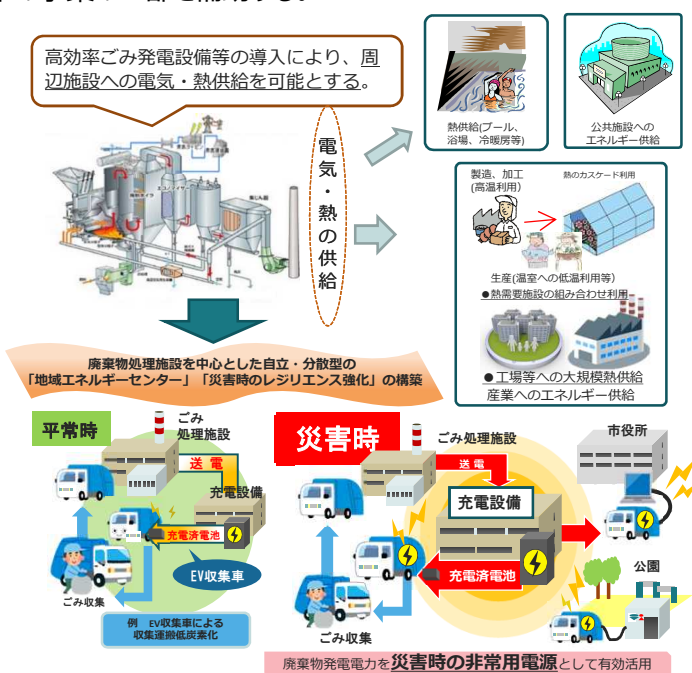 高効率ごみ発電設備等の導入により、周
辺施設への電気・熱供給を可能とする。
電気・熱の供給
熱供給(プール、
浴場、冷暖房等)
公共施設への
エネルギー供給
製造、加工
(高温利用)
熱のカスケード利用
生産(温室への低温利用等)
●熱需要施設の組み合わせ利用
●工場等への大規模熱供給
産業へのエネルギー供給
廃棄物処理施設を中心とした自立・分散型の
「地域エネルギーセンター」「災害時のレジリエンス強化」の構築
平常時
ごみ
処理施設
送電
充電設備
充電済電池
EV収集車
ごみ収集
例 EV収集車による
収集運搬低炭素化
災害時
ごみ処理施設
送電
充電設備
充電済電池
ごみ収集
市役所
公園
廃棄物発電電力を災害時の非常用電源として有効活用